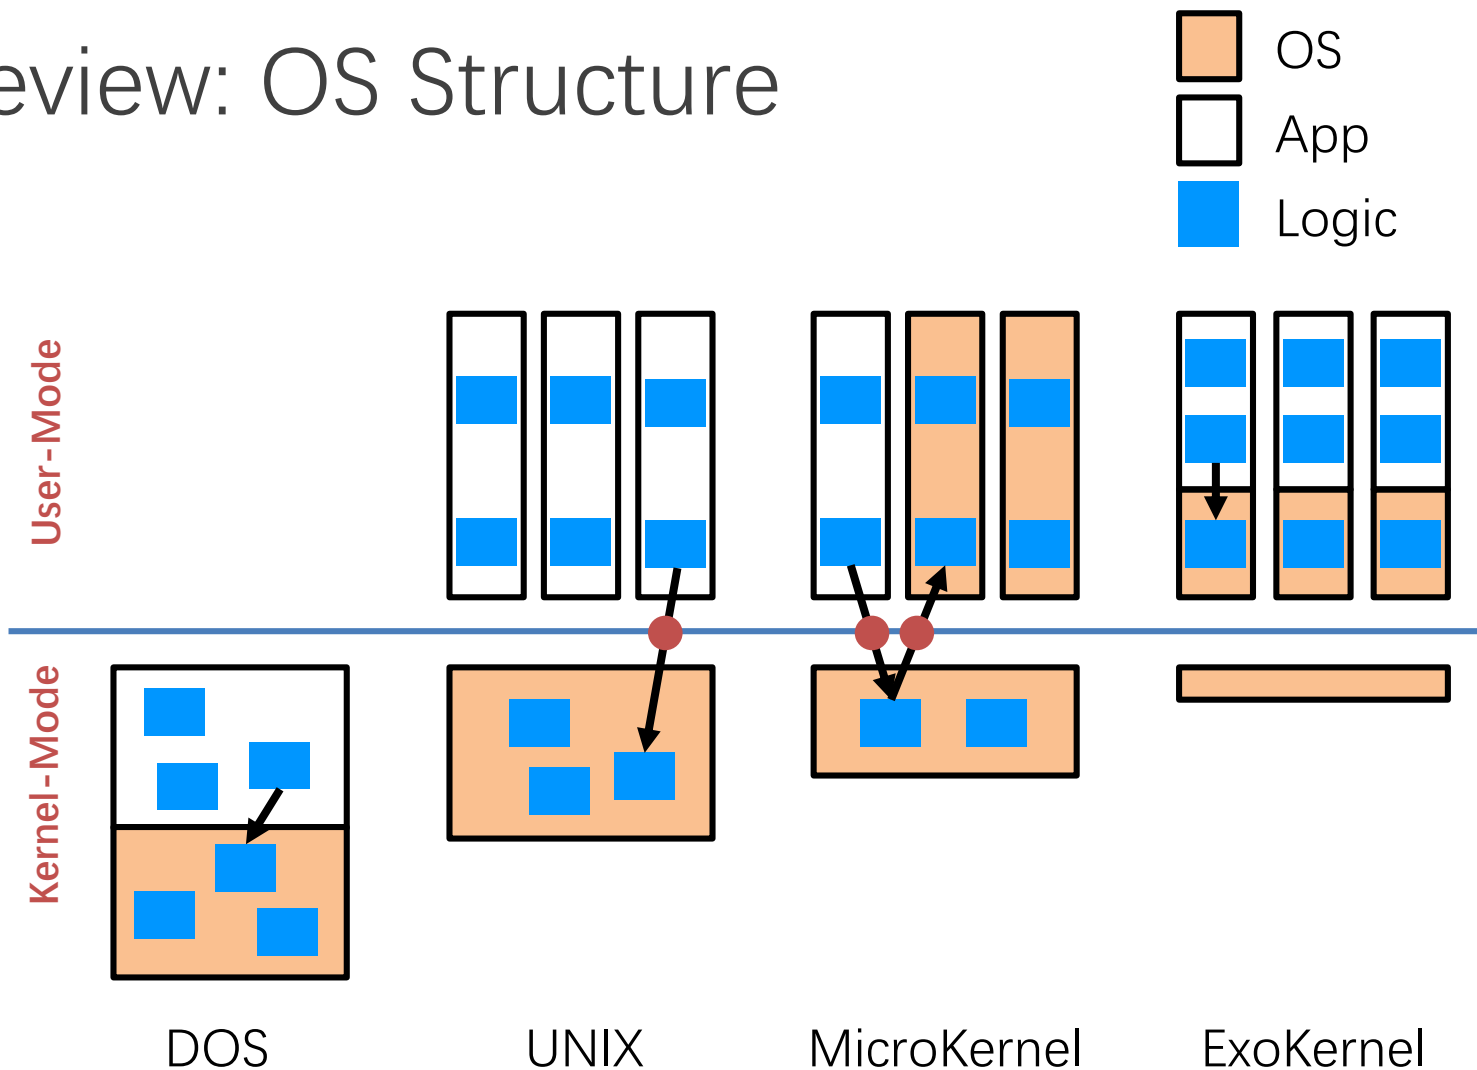 eview: OS Structure
OS
App
Logic
User-Mode
Kernel-Mode
DOS
UNIX
MicroKernel
ExoKernel